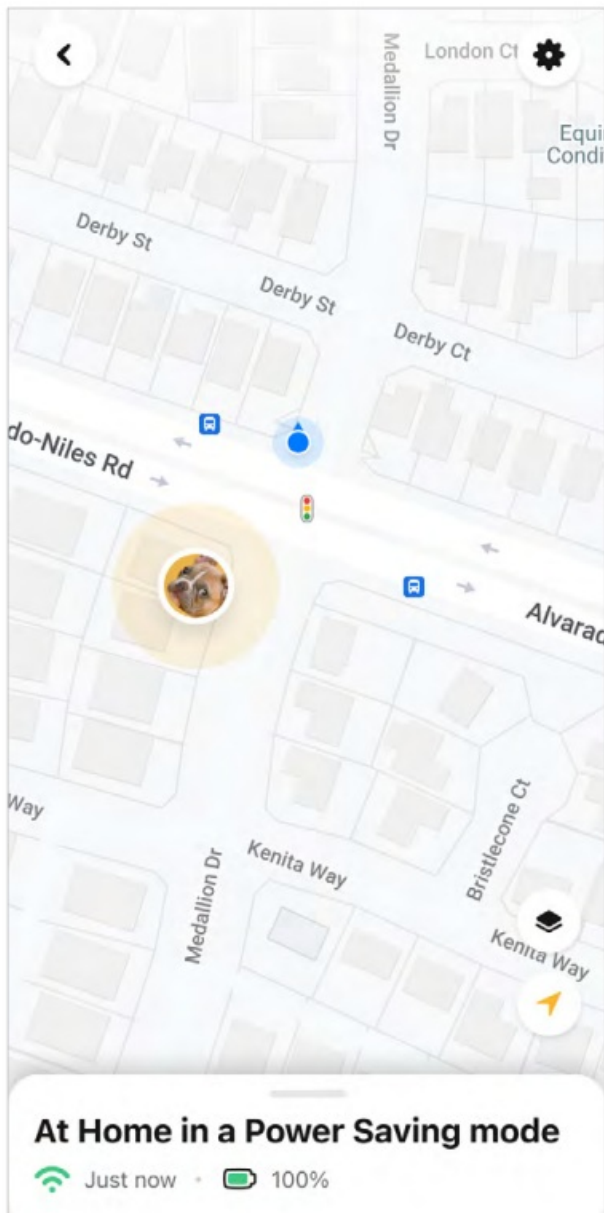 Medallion Dr
London Ct
Equi
Condi
Derby St
Derby St
Derby Ct
do-Niles Rd
Alvarad
Way
Kenita Way
Bristlecone Ct
Medallion Dr
Kenita Way
At Home in a Power Saving mode
Just now • 100%